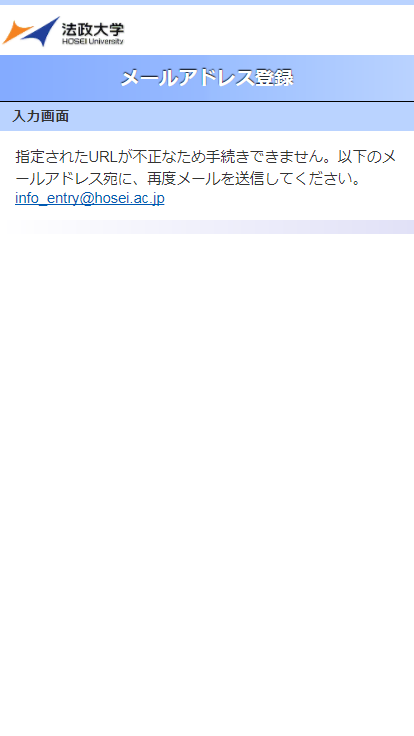 法政大学
HOSEI University
メールアドレス登録
入力画面
指定されたURLが不正なため手続きできません。以下のメ
ールアドレス宛に、再度メールを送信してください。
info_entry@hosei.ac.jp